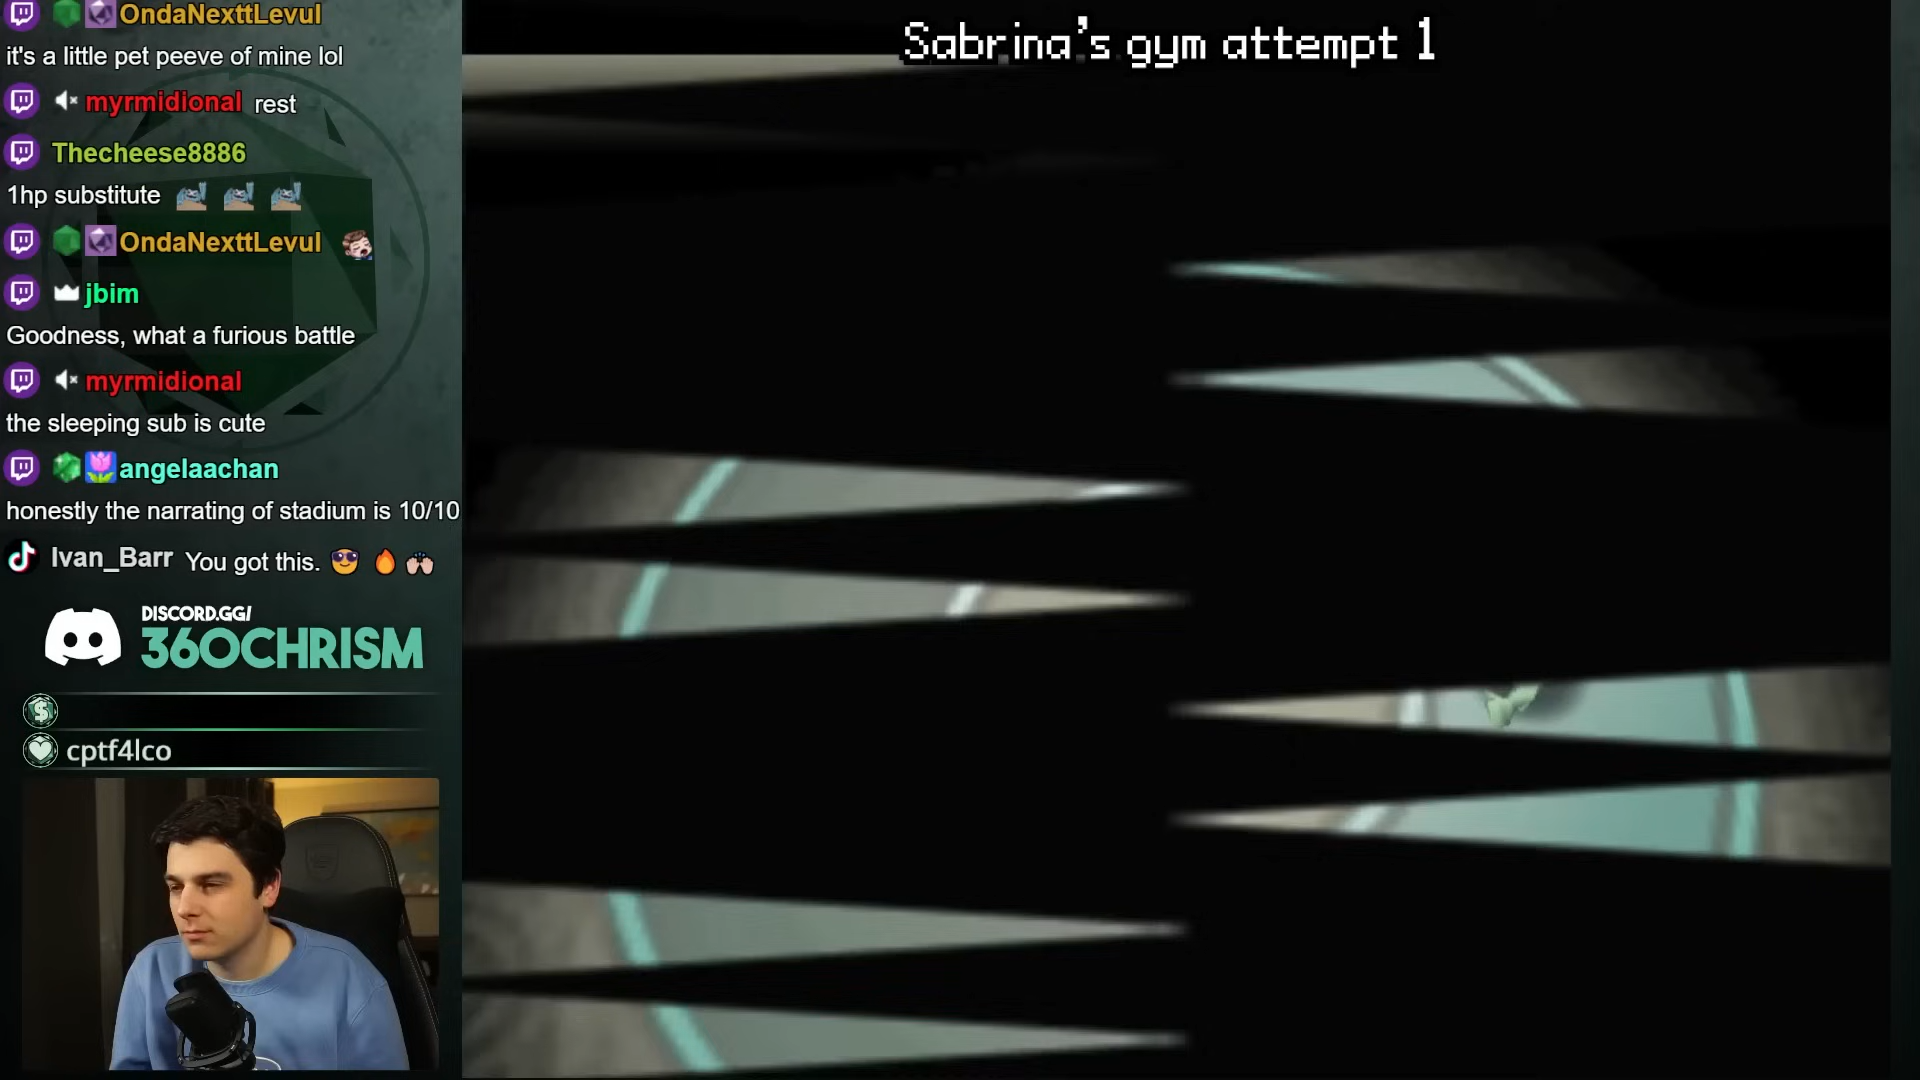 Sabrina's gym attempt 1
OndaNexttLevul
it's a little pet peeve of mine lol
myrmidional rest
Thecheese8886
1hp substitute
OndaNexttLevul
jbim
Goodness, what a furious battle
myrmidional
the sleeping sub is cute
angelaachan
honestly the narrating of stadium is 10/10
Ivan_Barr You got this.
DISCORD.GG/
360CHRISM
cptf4lco